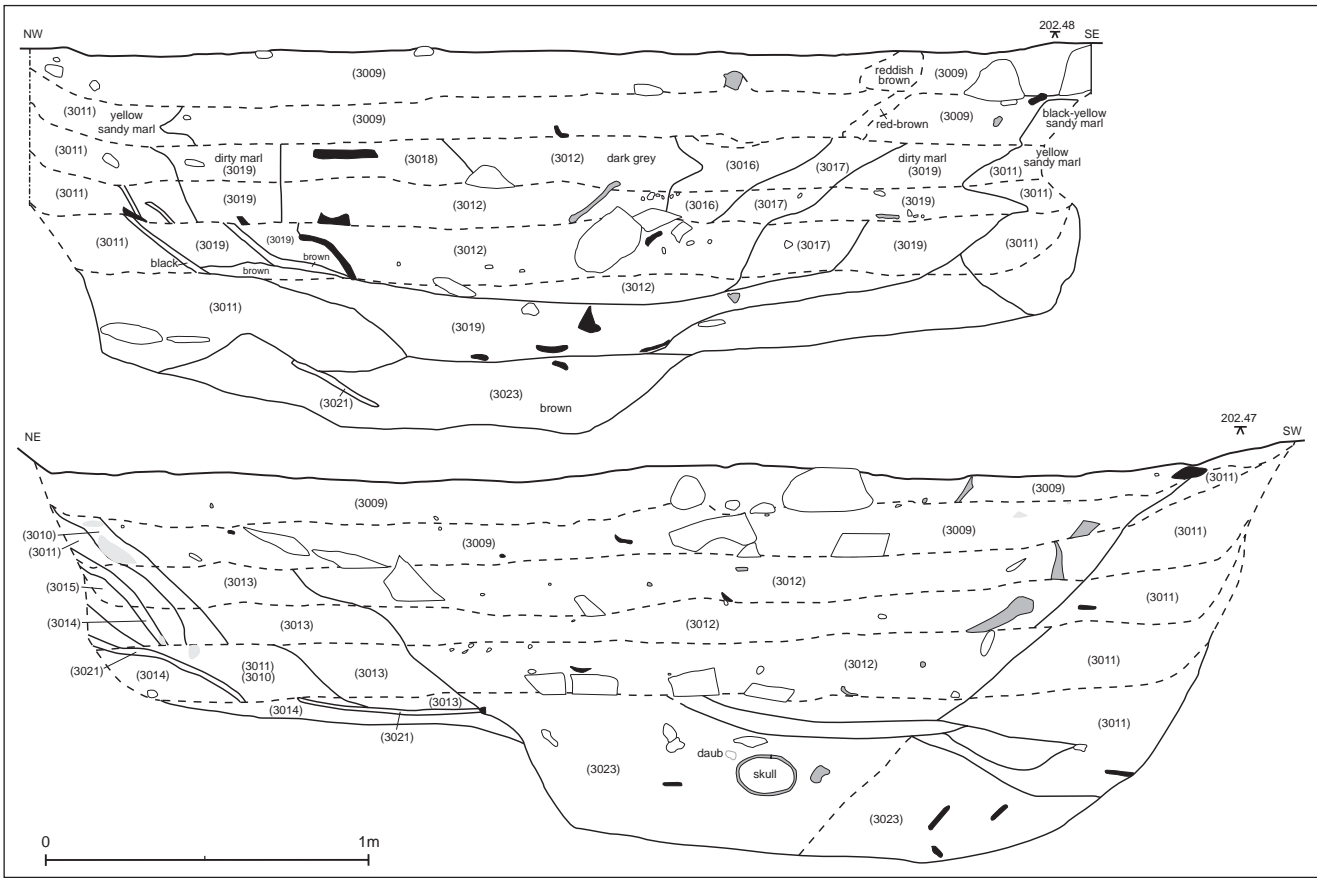 NW
202.48
SE
(3009)
reddish
brown
(3009)
(3011)
yellow
sandy marl
(3009)
red-brown
(3009)
black-yellow
sandy marl
(3011)
dirty marl
(3019)
(3018)
(3012)
dark grey
(3016)
(3017)
dirty marl
(3019)
(3011)
yellow
sandy marl
(3011)
(3019)
(3012)
(3016)
(3017)
(3019)
(3011)
(3011)
(3019)
(3019)
(3012)
(3017)
(3019)
(3011)
black
brown
brown
(3012)
(3011)
(3019)
(3021)
(3023)
brown
NE
202.47
SW
(3009)
(3009)
(3011)
(3010)
(3011)
(3009)
(3009)
(3011)
(3015)
(3013)
(3012)
(3011)
(3014)
(3013)
(3012)
(3021)
(3014)
(3011)
(3010)
(3013)
(3012)
(3011)
(3014)
(3013)
(3021)
(3011)
(3023)
daub
skull
(3023)
0
1m